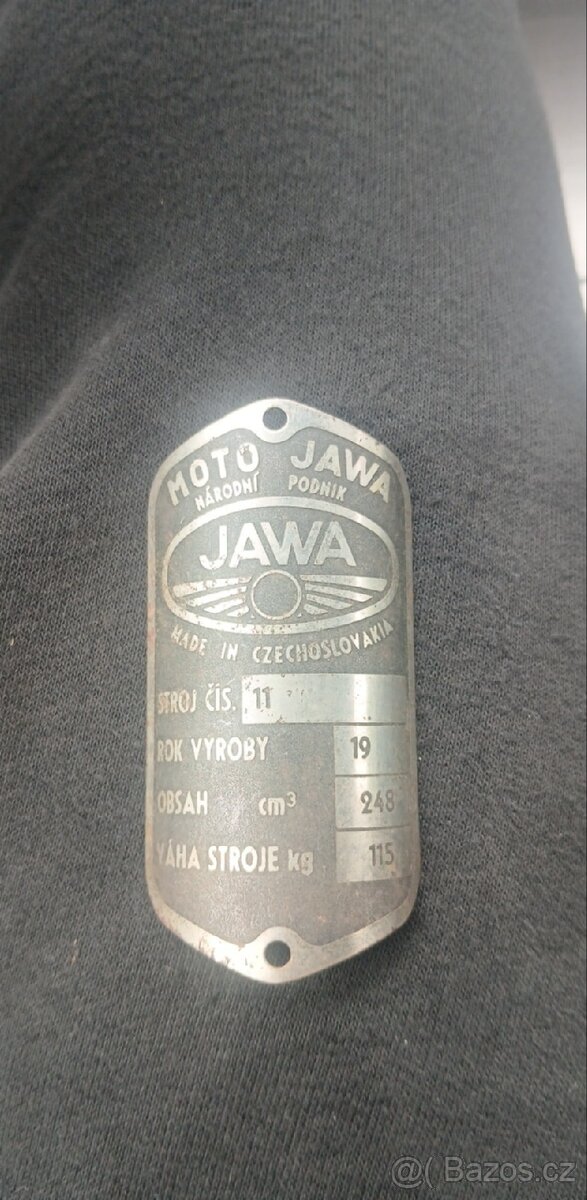 MOTO JAWA
NÁRODNÍ PODNIK
JAWA
MADE IN CZECHOSLOVAKIA
STROJ ČÍS. 11
ROK VÝROBY 19
OBSAH cm³ 248
VÁHA STROJE kg 115
@( Bazos.cz